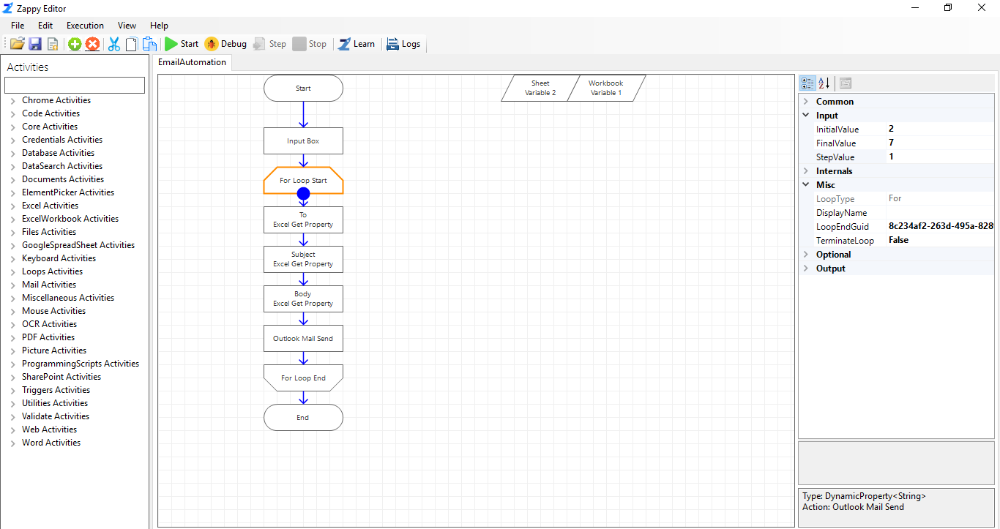 Zappy Editor
File Edit Execution View Help
Start Debug Step Stop Learn Logs
Activities
Chrome Activities
Code Activities
Core Activities
Credentials Activities
Database Activities
DataSearch Activities
Documents Activities
ElementPicker Activities
Excel Activities
ExcelWorkbook Activities
Files Activities
GoogleSpreadSheet Activities
Keyboard Activities
Loops Activities
Mail Activities
Miscellaneous Activities
Mouse Activities
OCR Activities
PDF Activities
Picture Activities
ProgrammingScripts Activities
SharePoint Activities
Triggers Activities
Utilities Activities
Validate Activities
Web Activities
Word Activities
EmailAutomation
Start
Input Box
For Loop Start
To
Excel Get Property
Subject
Excel Get Property
Body
Excel Get Property
Outlook Mail Send
For Loop End
End
Sheet
Variable 2
Workbook
Variable 1
Common
Input
InitialValue 2
FinalValue 7
StepValue 1
Internals
Misc
LoopType For
DisplayName
LoopEndGuid 8c234af2-263d-495a-828
TerminateLoop False
Optional
Output
Type: DynamicProperty<String>
Action: Outlook Mail Send